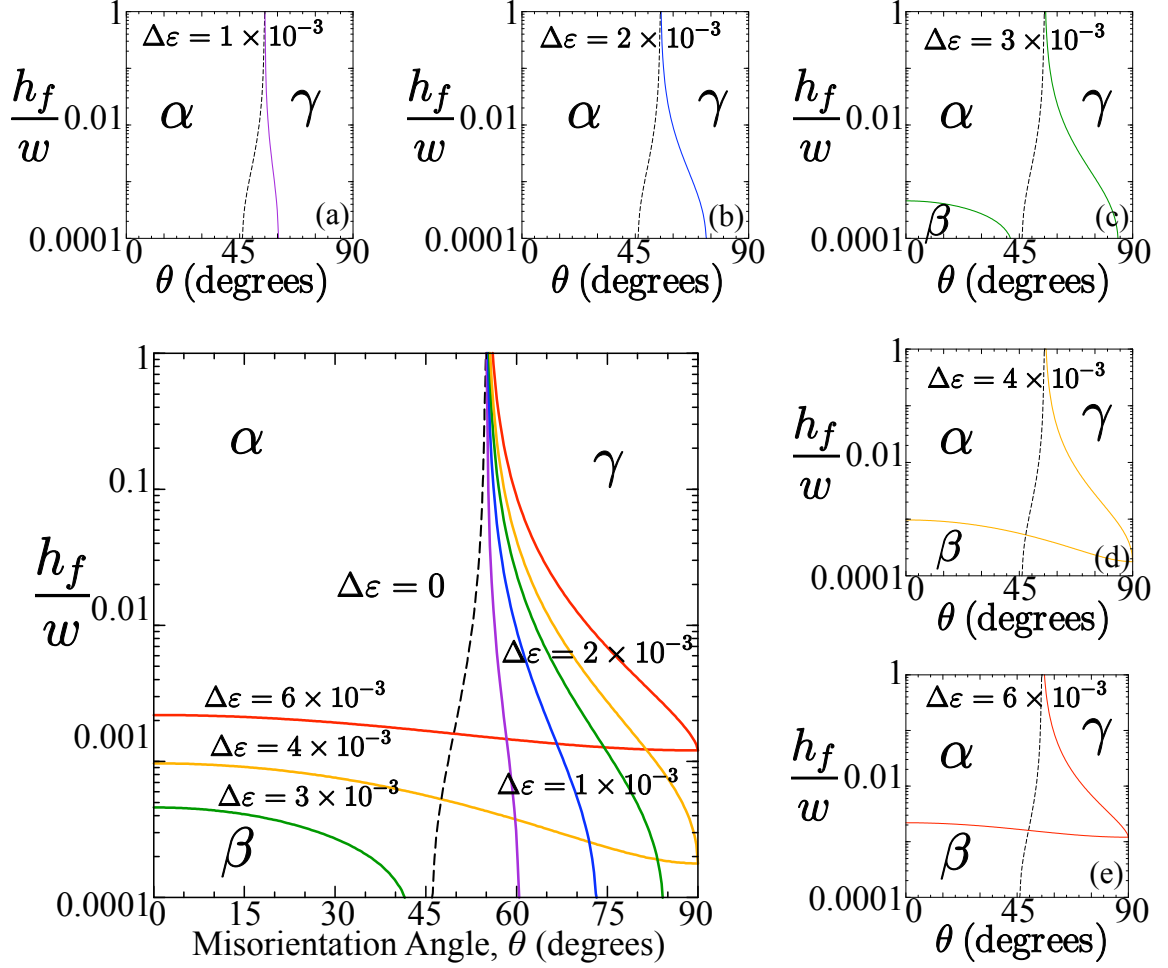 Δε = 1 × 10⁻³
α
γ
h_f/w
1
0.01
0.0001
(a)
0 45 90
θ (degrees)
Δε = 2 × 10⁻³
α
γ
h_f/w
1
0.01
0.0001
(b)
0 45 90
θ (degrees)
Δε = 3 × 10⁻³
α
γ
h_f/w
1
0.01
0.0001
β
(c)
0 45 90
θ (degrees)
1
α
γ
0.1
h_f/w
Δε = 0
0.01
Δε = 2 × 10⁻³
Δε = 6 × 10⁻³
0.001
Δε = 4 × 10⁻³
Δε = 1 × 10⁻³
Δε = 3 × 10⁻³
β
0.0001
0 15 30 45 60 75 90
Misorientation Angle, θ (degrees)
Δε = 4 × 10⁻³
α
γ
h_f/w
1
0.01
0.0001
β
(d)
0 45 90
θ (degrees)
Δε = 6 × 10⁻³
α
γ
h_f/w
1
0.01
0.0001
β
(e)
0 45 90
θ (degrees)